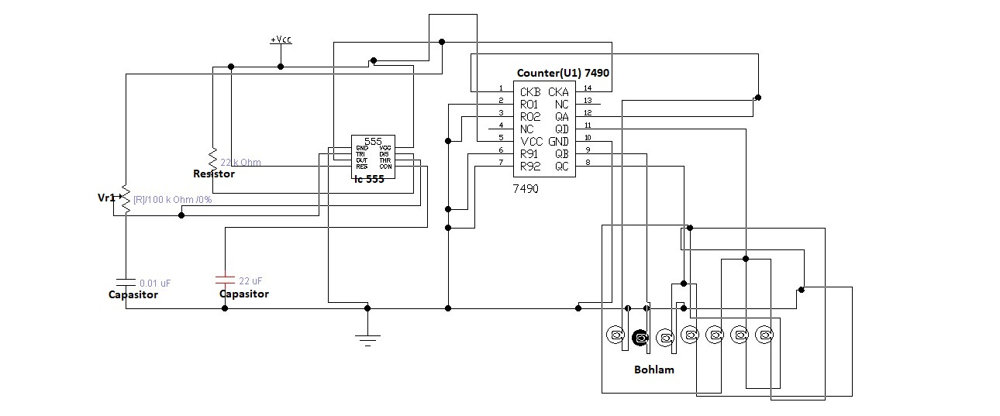 +Vcc
Counter(U1) 7490
1 CKB CKA 14
2 RO1 NC 13
3 RO2 QA 12
4 NC QD 11
5 VCC GND 10
6 R91 QB 9
7 R92 QC 8
7490
555
GND VCC
TRI DIS
OUT THR
RES CON
Ic 555
22 k Ohm
Resistor
Vr1
[R]/100 k Ohm /0%
0.01 uF
Capasitor
22 uF
Capasitor
Bohlam